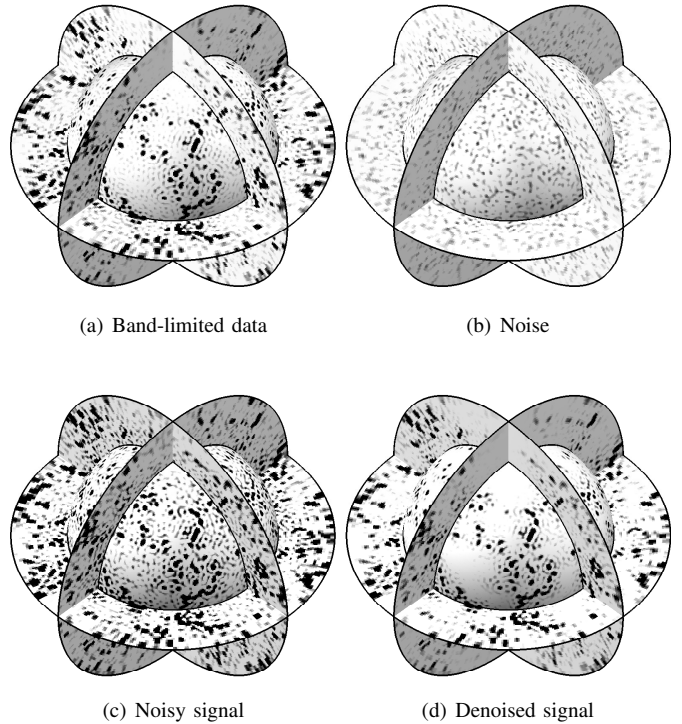 (a) Band-limited data
(b) Noise
(c) Noisy signal
(d) Denoised signal